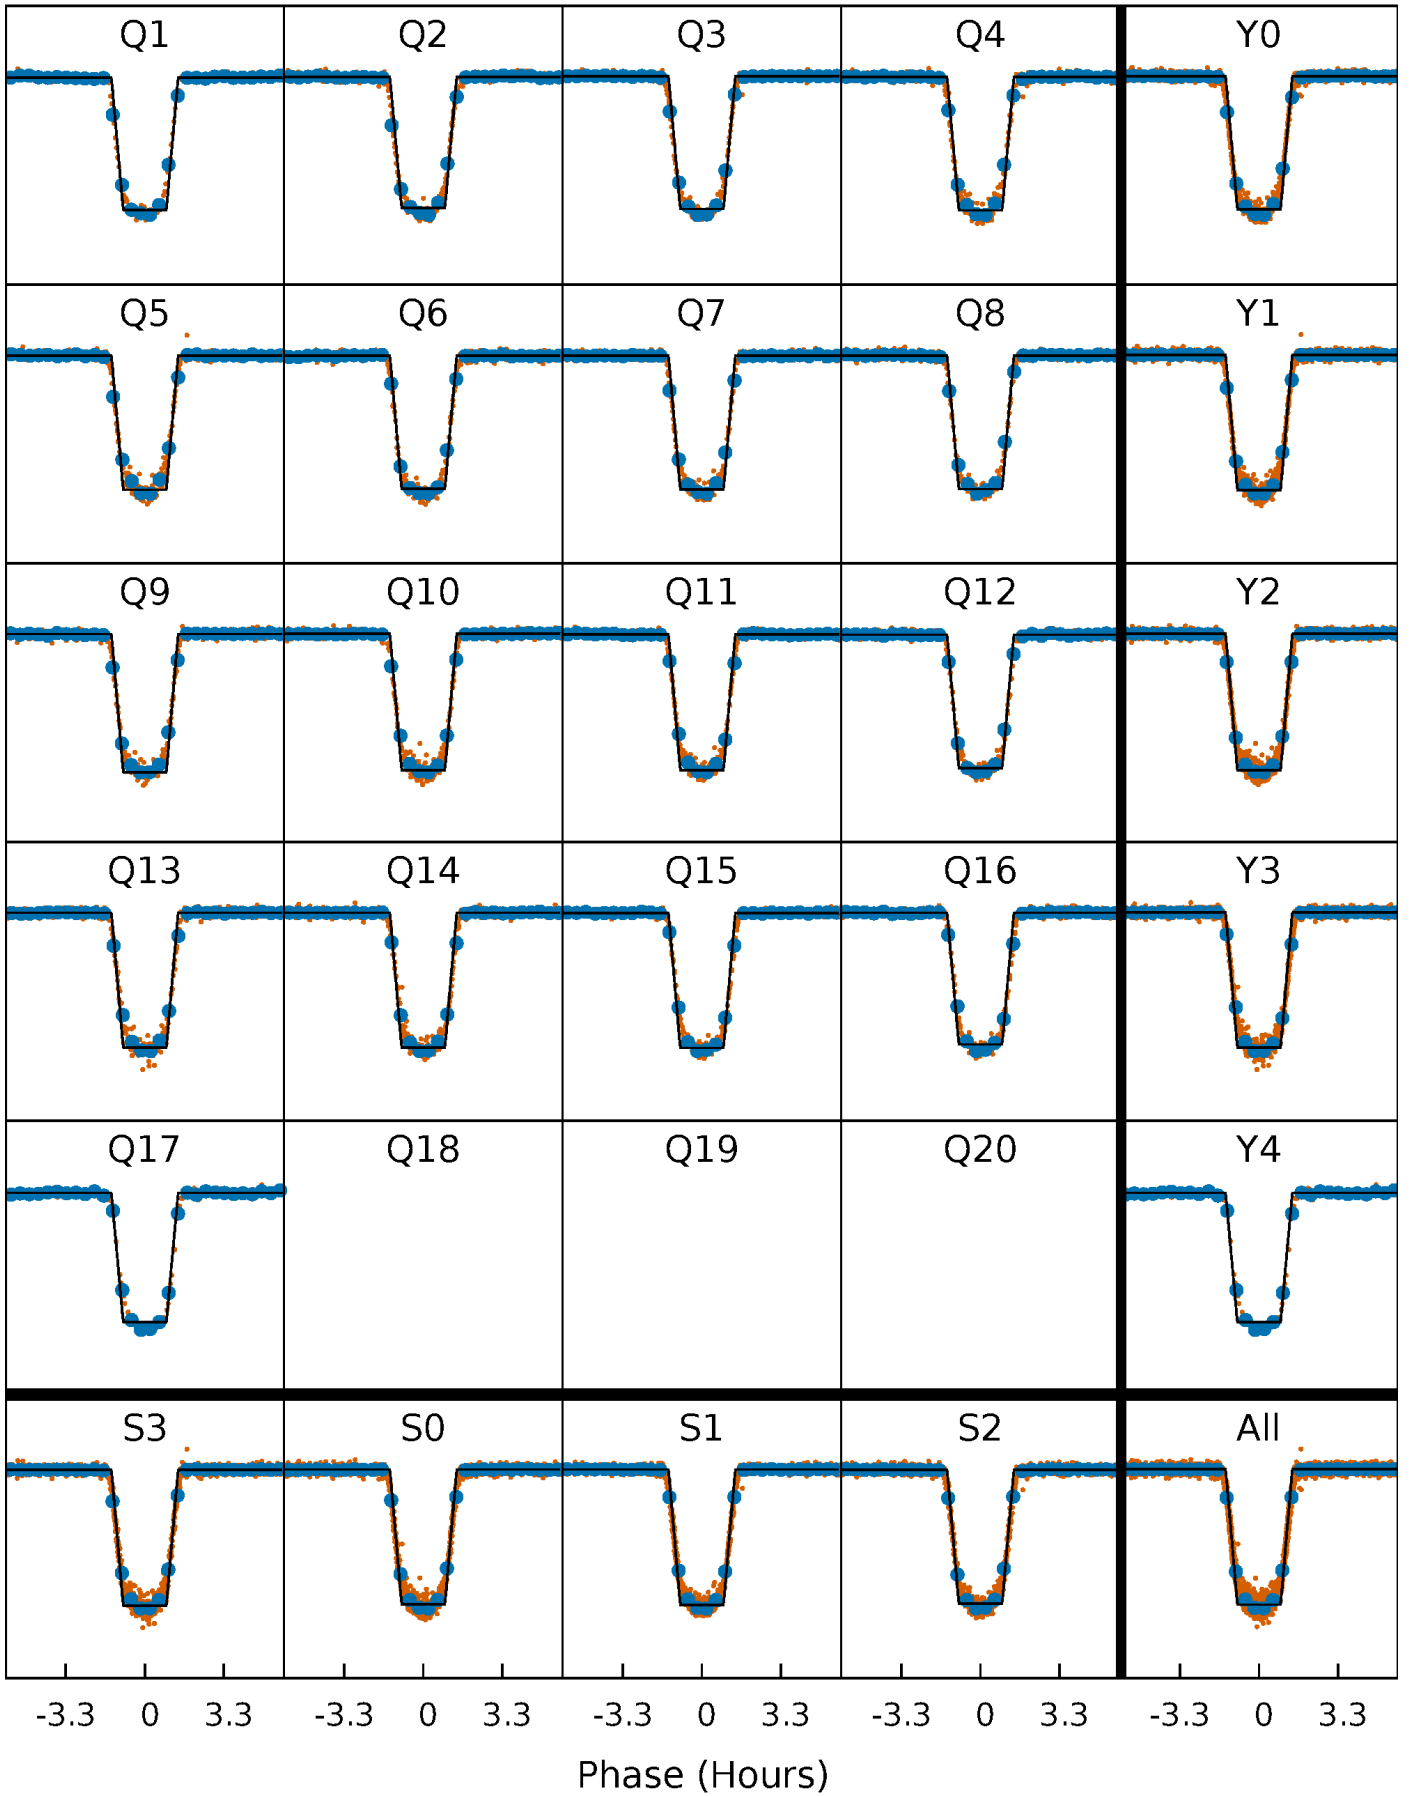 Q1 Q2 Q3 Q4 Y0
Q5 Q6 Q7 Q8 Y1
Q9 Q10 Q11 Q12 Y2
Q13 Q14 Q15 Q16 Y3
Q17 Q18 Q19 Q20 Y4
S3 S0 S1 S2 All
-3.3 0 3.3 -3.3 0 3.3 -3.3 0 3.3 -3.3 0 3.3 -3.3 0 3.3
Phase (Hours)